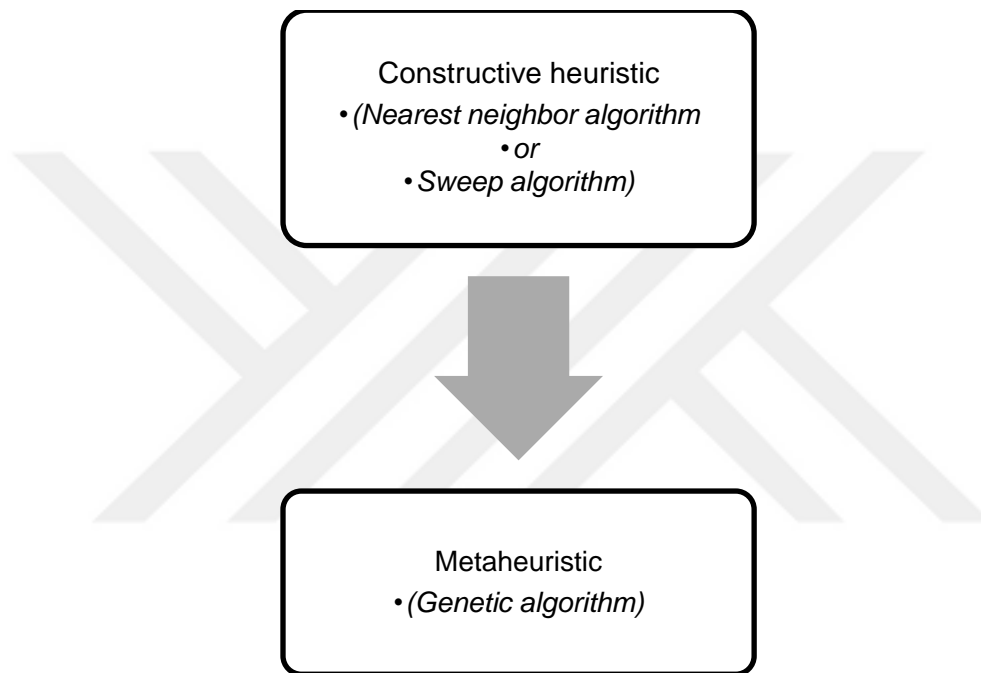 Constructive heuristic
• (Nearest neighbor algorithm
• or
• Sweep algorithm)
Metaheuristic
• (Genetic algorithm)